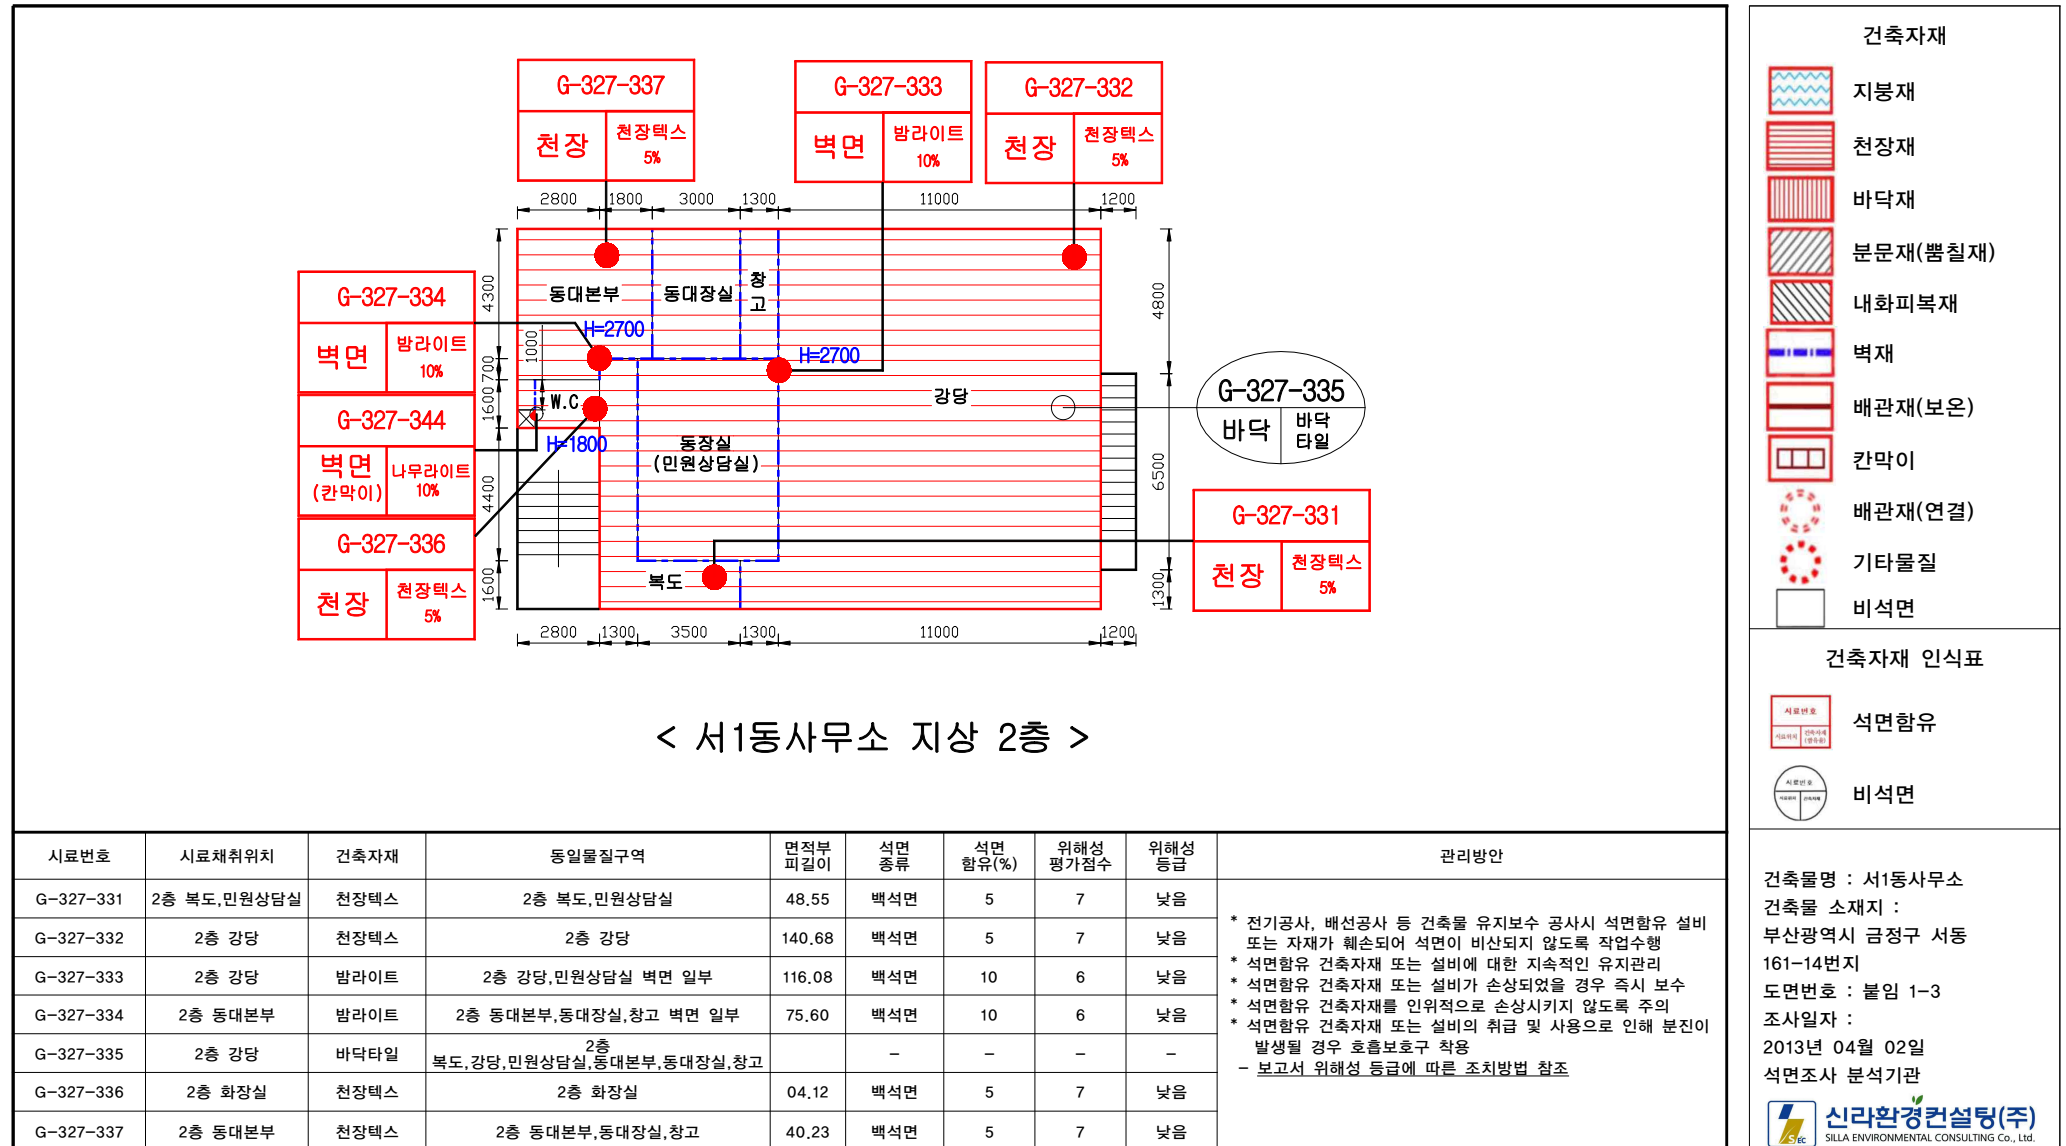 G-327-337
천장
천장텍스
5%
G-327-333
벽면
밤라이트
10%
G-327-332
천장
천장텍스
5%
2800
1800
3000
1300
11000
1200
G-327-334
벽면
밤라이트
10%
G-327-344
벽면
(칸막이)
나무라이트
10%
G-327-336
천장
천장텍스
5%
4300
700
1000
1600
4400
1600
동대본부
동대장실
창
고
H=2700
H=2700
W.C
H=1800
동장실
(민원상담실)
강당
복도
4800
6500
1300
G-327-335
바닥
바닥
타일
G-327-331
천장
천장텍스
5%
2800
1300
3500
1300
11000
1200
< 서1동사무소 지상 2층 >
시료번호 시료채취위치 건축자재 동일물질구역 면적부피길이 석면종류 석면함유(%) 위해성평가점수 위해성등급 관리방안
G-327-331 2층 복도,민원상담실 천장텍스 2층 복도,민원상담실 48.55 백석면 5 7 낮음
G-327-332 2층 강당 천장텍스 2층 강당 140.68 백석면 5 7 낮음
G-327-333 2층 강당 밤라이트 2층 강당,민원상담실 벽면 일부 116.08 백석면 10 6 낮음
G-327-334 2층 동대본부 밤라이트 2층 동대본부,동대장실,창고 벽면 일부 75.60 백석면 10 6 낮음
G-327-335 2층 강당 바닥타일 2층 복도,강당,민원상담실,동대본부,동대장실,창고 - - - -
G-327-336 2층 화장실 천장텍스 2층 화장실 04.12 백석면 5 7 낮음
G-327-337 2층 동대본부 천장텍스 2층 동대본부,동대장실,창고 40.23 백석면 5 7 낮음
* 전기공사, 배선공사 등 건축물 유지보수 공사시 석면함유 설비
또는 자재가 훼손되어 석면이 비산되지 않도록 작업수행
* 석면함유 건축자재 또는 설비에 대한 지속적인 유지관리
* 석면함유 건축자재 또는 설비가 손상되었을 경우 즉시 보수
* 석면함유 건축자재를 인위적으로 손상시키지 않도록 주의
* 석면함유 건축자재 또는 설비의 취급 및 사용으로 인해 분진이
발생될 경우 호흡보호구 착용
- 보고서 위해성 등급에 따른 조치방법 참조
건축자재
지붕재
천장재
바닥재
분문재(뿜칠재)
내화피복재
벽재
배관재(보온)
칸막이
배관재(연결)
기타물질
비석면
건축자재 인식표
시료번호
시료위치
건축자재
(함유율)
석면함유
시료번호
시료위치
건축자재
비석면
건축물명 : 서1동사무소
건축물 소재지 :
부산광역시 금정구 서동
161-14번지
도면번호 : 붙임 1-3
조사일자 :
2013년 04월 02일
석면조사 분석기관
SEC
신라환경컨설팅(주)
SILLA ENVIRONMENTAL CONSULTING Co., Ltd.